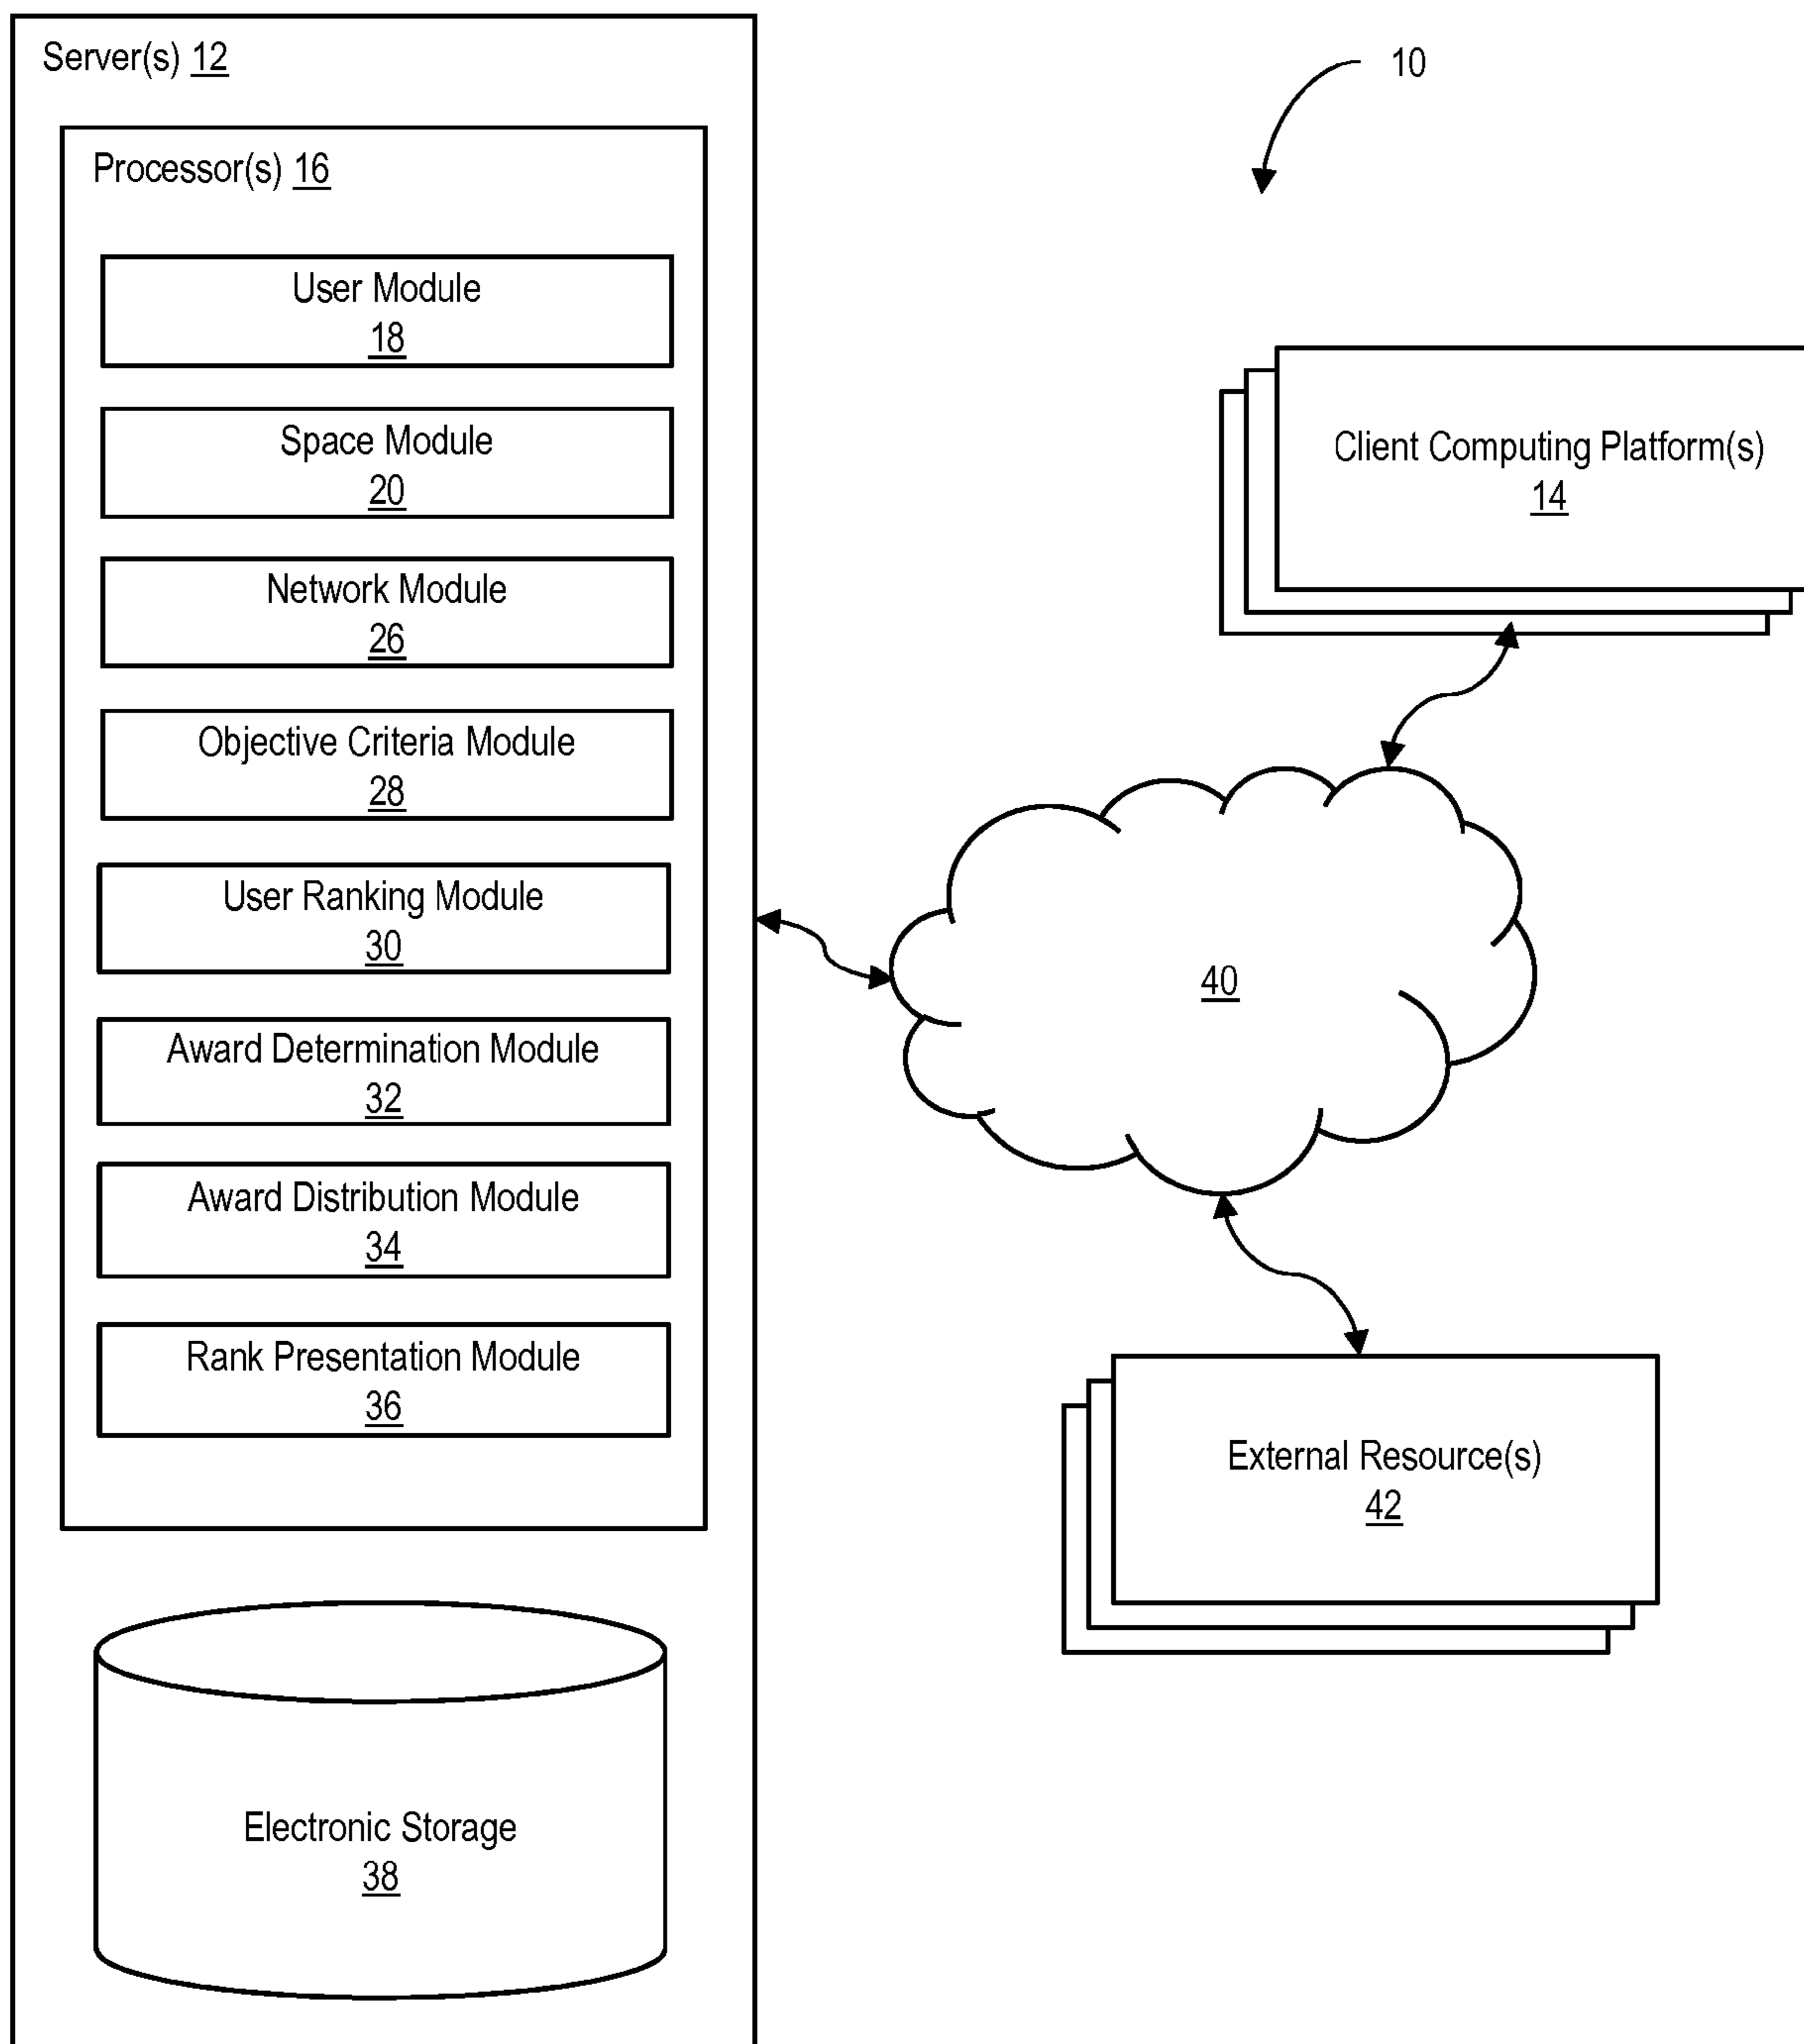 Server(s) 12
Processor(s) 16
User Module
18
Space Module
20
Network Module
26
Objective Criteria Module
28
User Ranking Module
30
Award Determination Module
32
Award Distribution Module
34
Rank Presentation Module
36
Electronic Storage
38
10
Client Computing Platform(s)
14
40
External Resource(s)
42